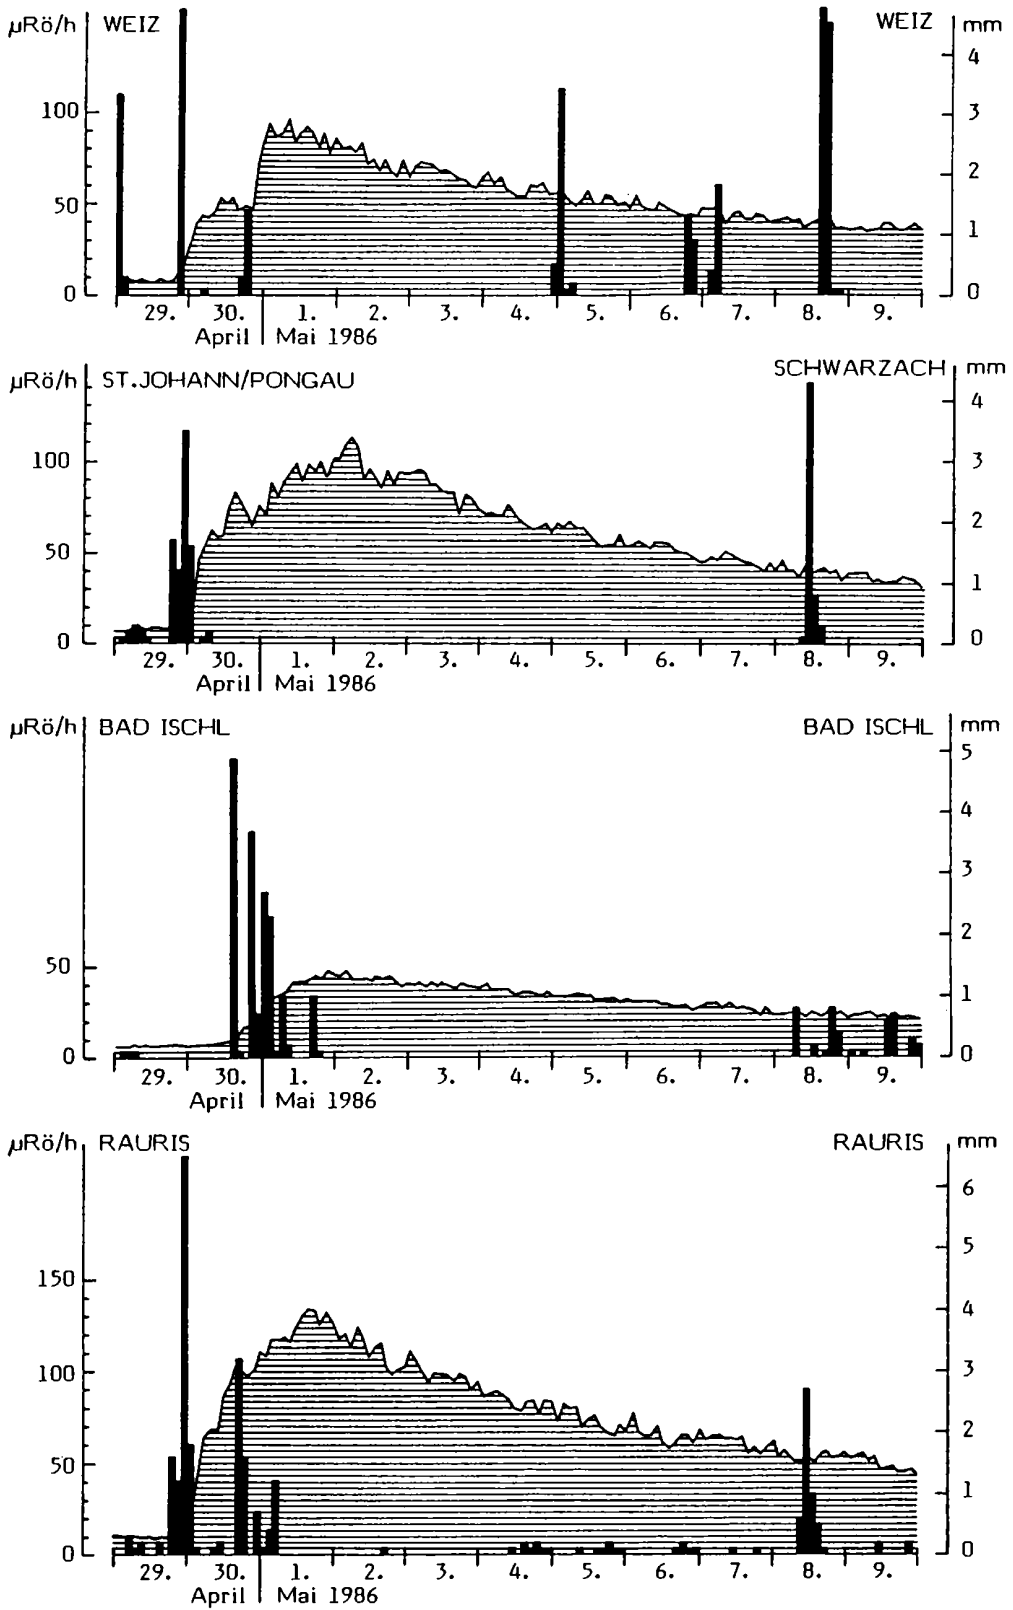 µRö/h WEIZ WEIZ mm
4
100 3
2
50
1
0 0
29. 30. 1. 2. 3. 4. 5. 6. 7. 8. 9.
April Mai 1986
µRö/h ST.JOHANN/PONGAU SCHWARZACH mm
4
100 3
2
50
1
0 0
29. 30. 1. 2. 3. 4. 5. 6. 7. 8. 9.
April Mai 1986
µRö/h BAD ISCHL BAD ISCHL mm
5
4
3
2
50
1
0 0
29. 30. 1. 2. 3. 4. 5. 6. 7. 8. 9.
April Mai 1986
µRö/h RAURIS RAURIS mm
6
5
150
4
100 3
2
50
1
0 0
29. 30. 1. 2. 3. 4. 5. 6. 7. 8. 9.
April Mai 1986